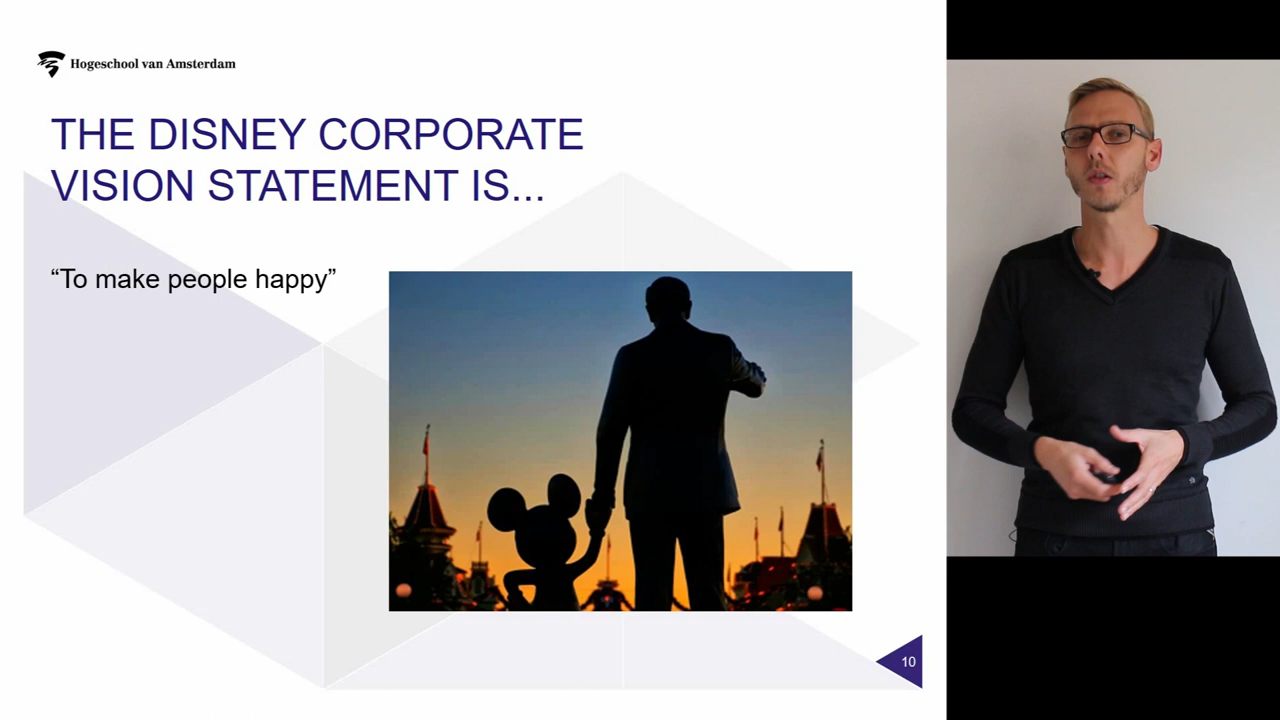 Hogeschool van Amsterdam
THE DISNEY CORPORATE
VISION STATEMENT IS...
“To make people happy”
10